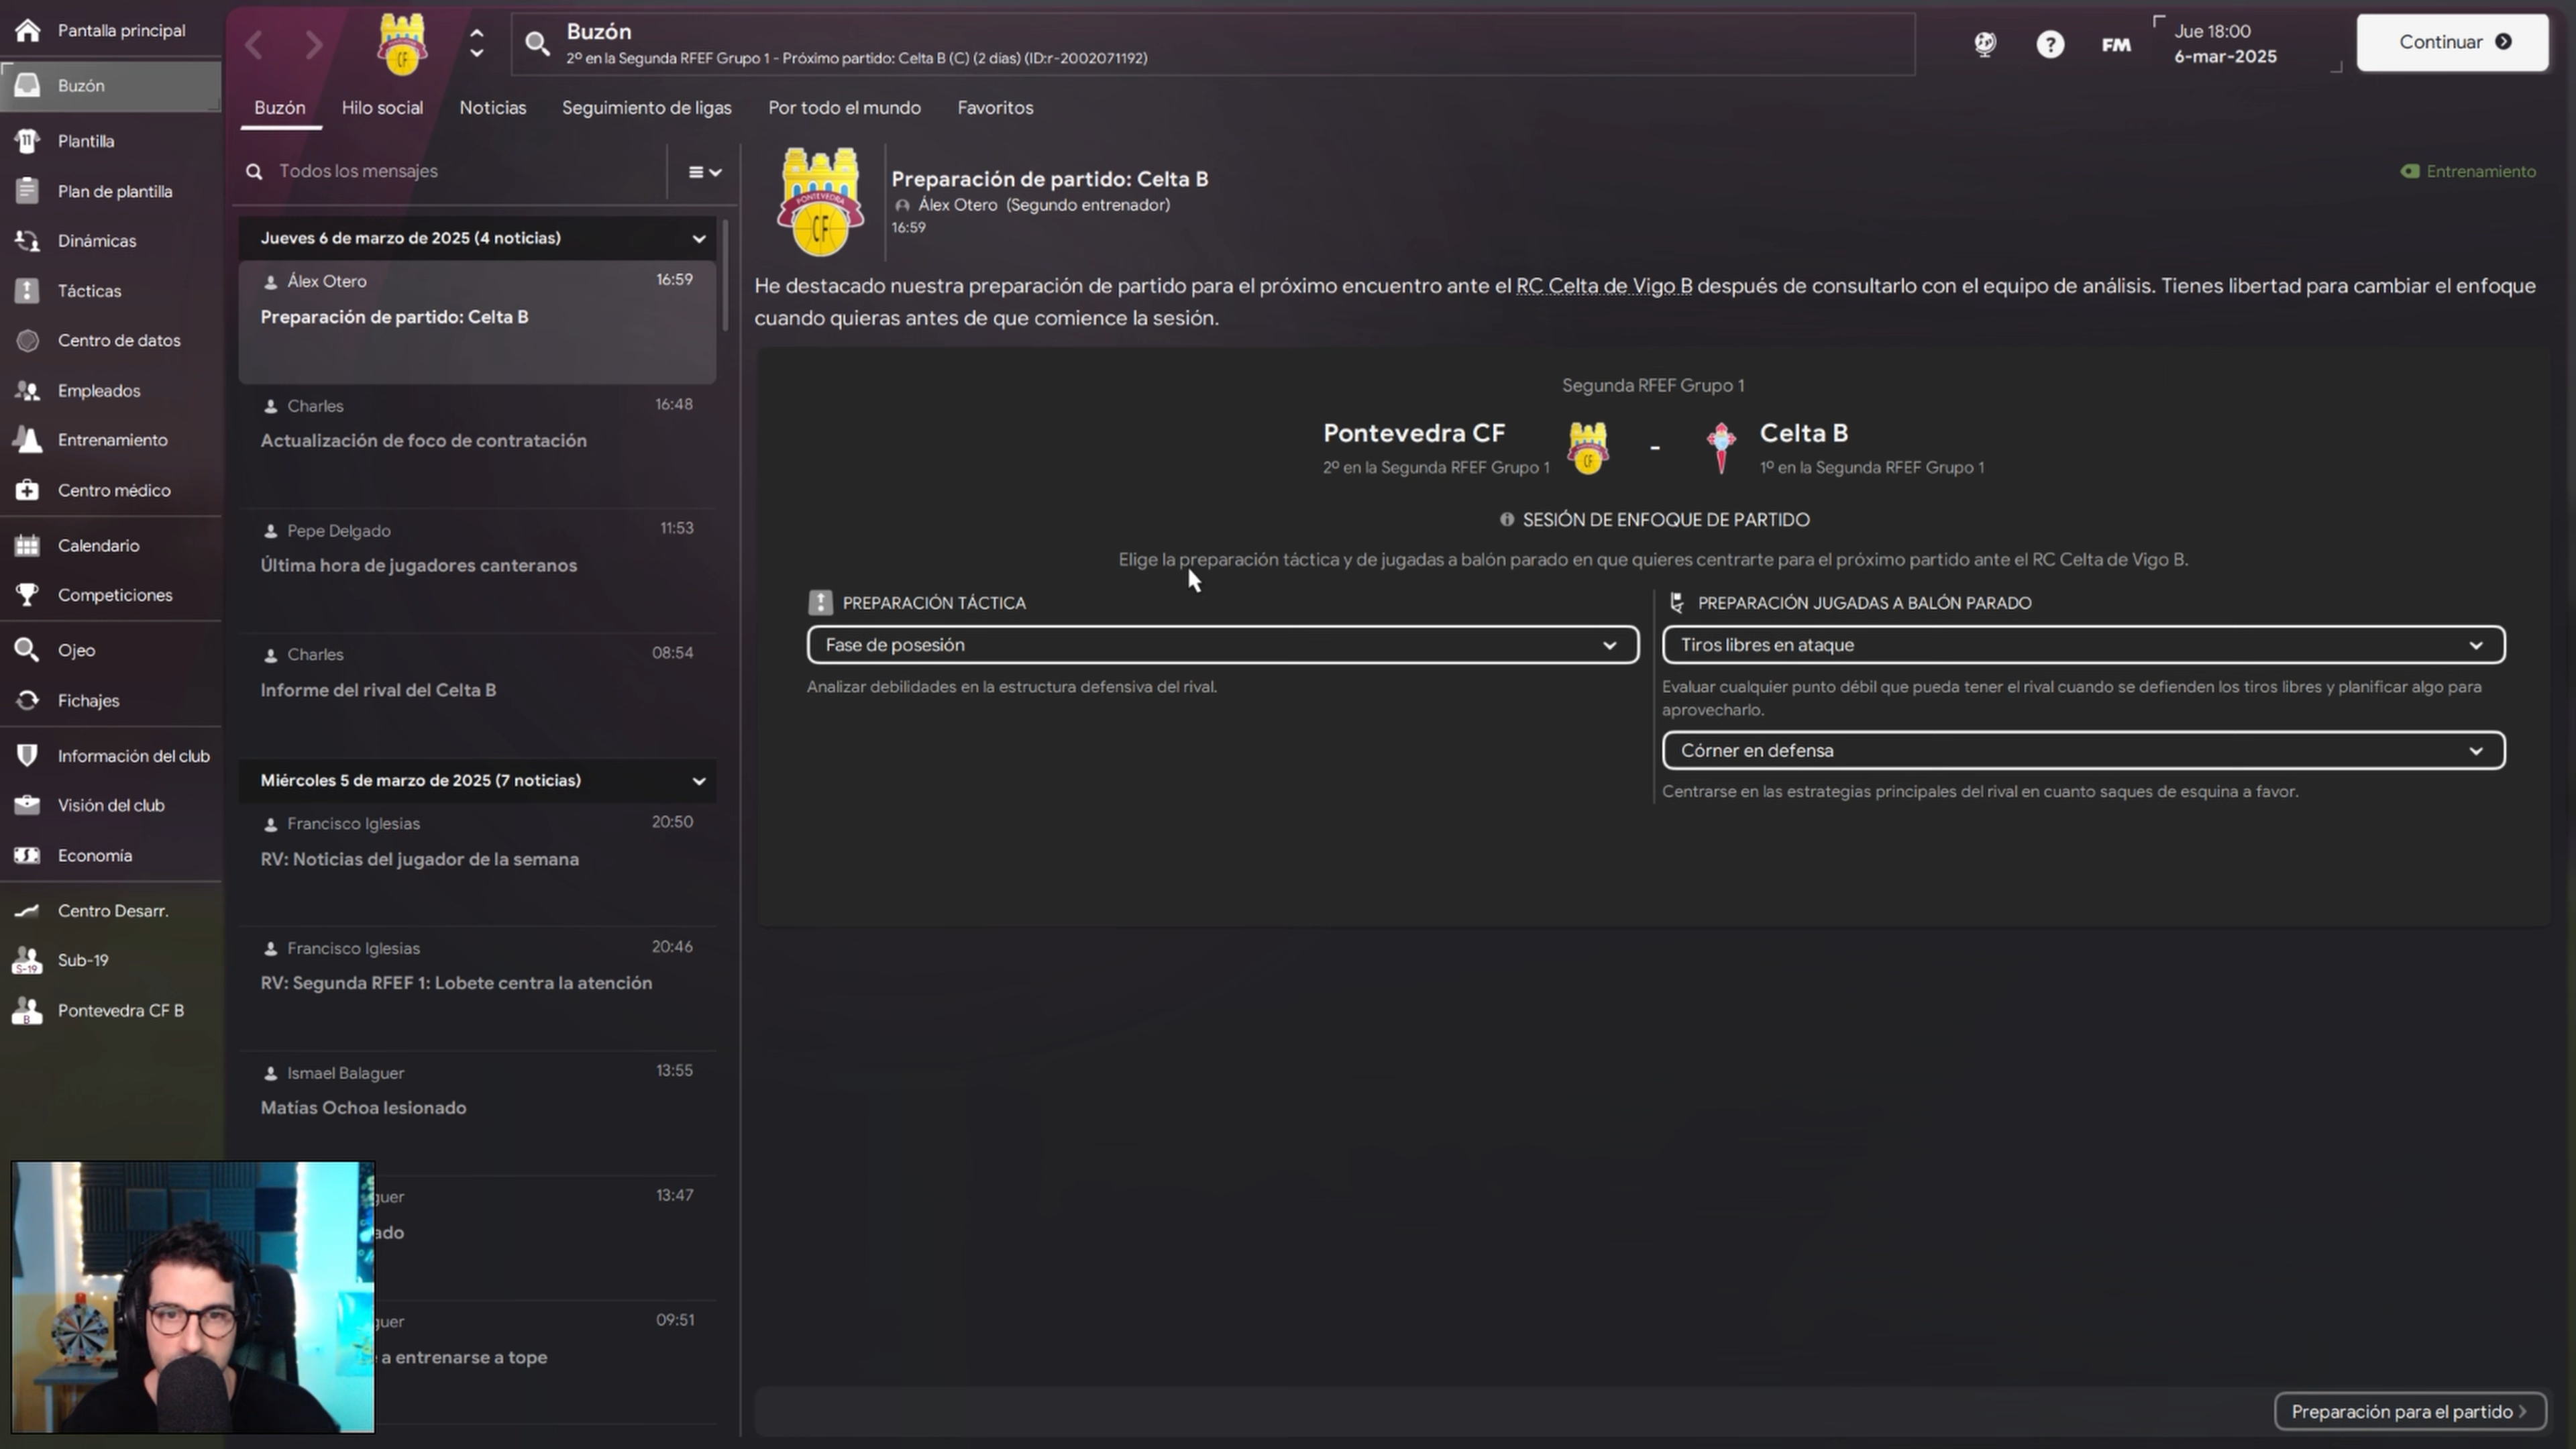 Pantalla principal
Buzón
Plantilla
Plan de plantilla
Dinámicas
Tácticas
Centro de datos
Empleados
Entrenamiento
Centro médico
Calendario
Competiciones
Ojeo
Fichajes
Información del club
Visión del club
Economía
Centro Desarr.
S-19
Sub-19
B
Pontevedra CF B
Buzón
2º en la Segunda RFEF Grupo 1 - Próximo partido: Celta B (C) (2 días) (ID:r-2002071192)
FM
Jue 18:00
6-mar-2025
Continuar
Buzón
Hilo social
Noticias
Seguimiento de ligas
Por todo el mundo
Favoritos
Todos los mensajes
Jueves 6 de marzo de 2025 (4 noticias)
Álex Otero 16:59
Preparación de partido: Celta B
Charles 16:48
Actualización de foco de contratación
Pepe Delgado 11:53
Última hora de jugadores canteranos
Charles 08:54
Informe del rival del Celta B
Miércoles 5 de marzo de 2025 (7 noticias)
Francisco Iglesias 20:50
RV: Noticias del jugador de la semana
Francisco Iglesias 20:46
RV: Segunda RFEF 1: Lobete centra la atención
Ismael Balaguer 13:55
Matías Ochoa lesionado
guer 13:47
ado
guer 09:51
a entrenarse a tope
PONTEVEDRA
CF
Preparación de partido: Celta B
Álex Otero (Segundo entrenador)
16:59
Entrenamiento
He destacado nuestra preparación de partido para el próximo encuentro ante el RC Celta de Vigo B después de consultarlo con el equipo de análisis. Tienes libertad para cambiar el enfoque
cuando quieras antes de que comience la sesión.
Segunda RFEF Grupo 1
Pontevedra CF - Celta B
2º en la Segunda RFEF Grupo 1
1º en la Segunda RFEF Grupo 1
SESIÓN DE ENFOQUE DE PARTIDO
Elige la preparación táctica y de jugadas a balón parado en que quieres centrarte para el próximo partido ante el RC Celta de Vigo B.
PREPARACIÓN TÁCTICA
Fase de posesión
Analizar debilidades en la estructura defensiva del rival.
PREPARACIÓN JUGADAS A BALÓN PARADO
Tiros libres en ataque
Evaluar cualquier punto débil que pueda tener el rival cuando se defienden los tiros libres y planificar algo para
aprovecharlo.
Córner en defensa
Centrarse en las estrategias principales del rival en cuanto saques de esquina a favor.
Preparación para el partido